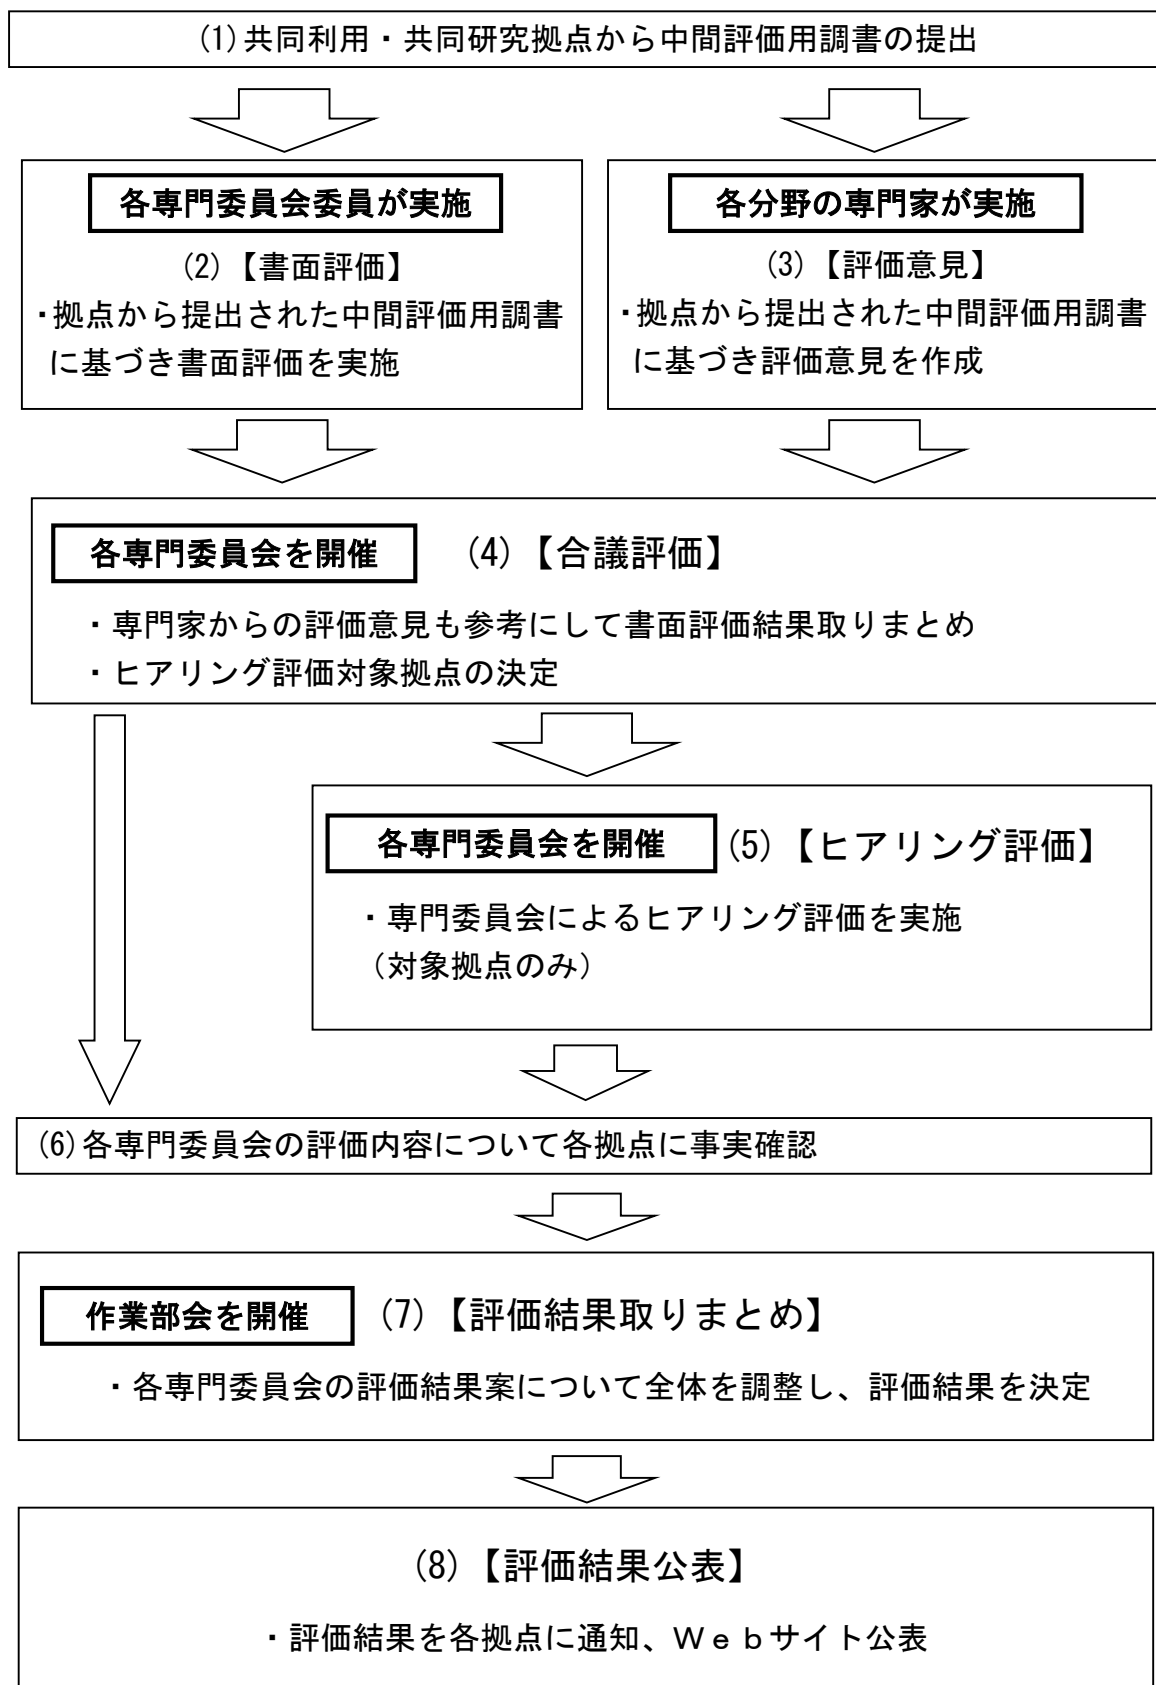 (1)共同利用・共同研究拠点から中間評価用調書の提出
各専門委員会委員が実施
(2)【書面評価】
・拠点から提出された中間評価用調書
に基づき書面評価を実施
各分野の専門家が実施
(3)【評価意見】
・拠点から提出された中間評価用調書
に基づき評価意見を作成
各専門委員会を開催 (4)【合議評価】
・専門家からの評価意見も参考にして書面評価結果取りまとめ
・ヒアリング評価対象拠点の決定
各専門委員会を開催 (5)【ヒアリング評価】
・専門委員会によるヒアリング評価を実施
（対象拠点のみ）
(6)各専門委員会の評価内容について各拠点に事実確認
作業部会を開催 (7)【評価結果取りまとめ】
・各専門委員会の評価結果案について全体を調整し、評価結果を決定
(8)【評価結果公表】
・評価結果を各拠点に通知、Ｗｅｂサイト公表